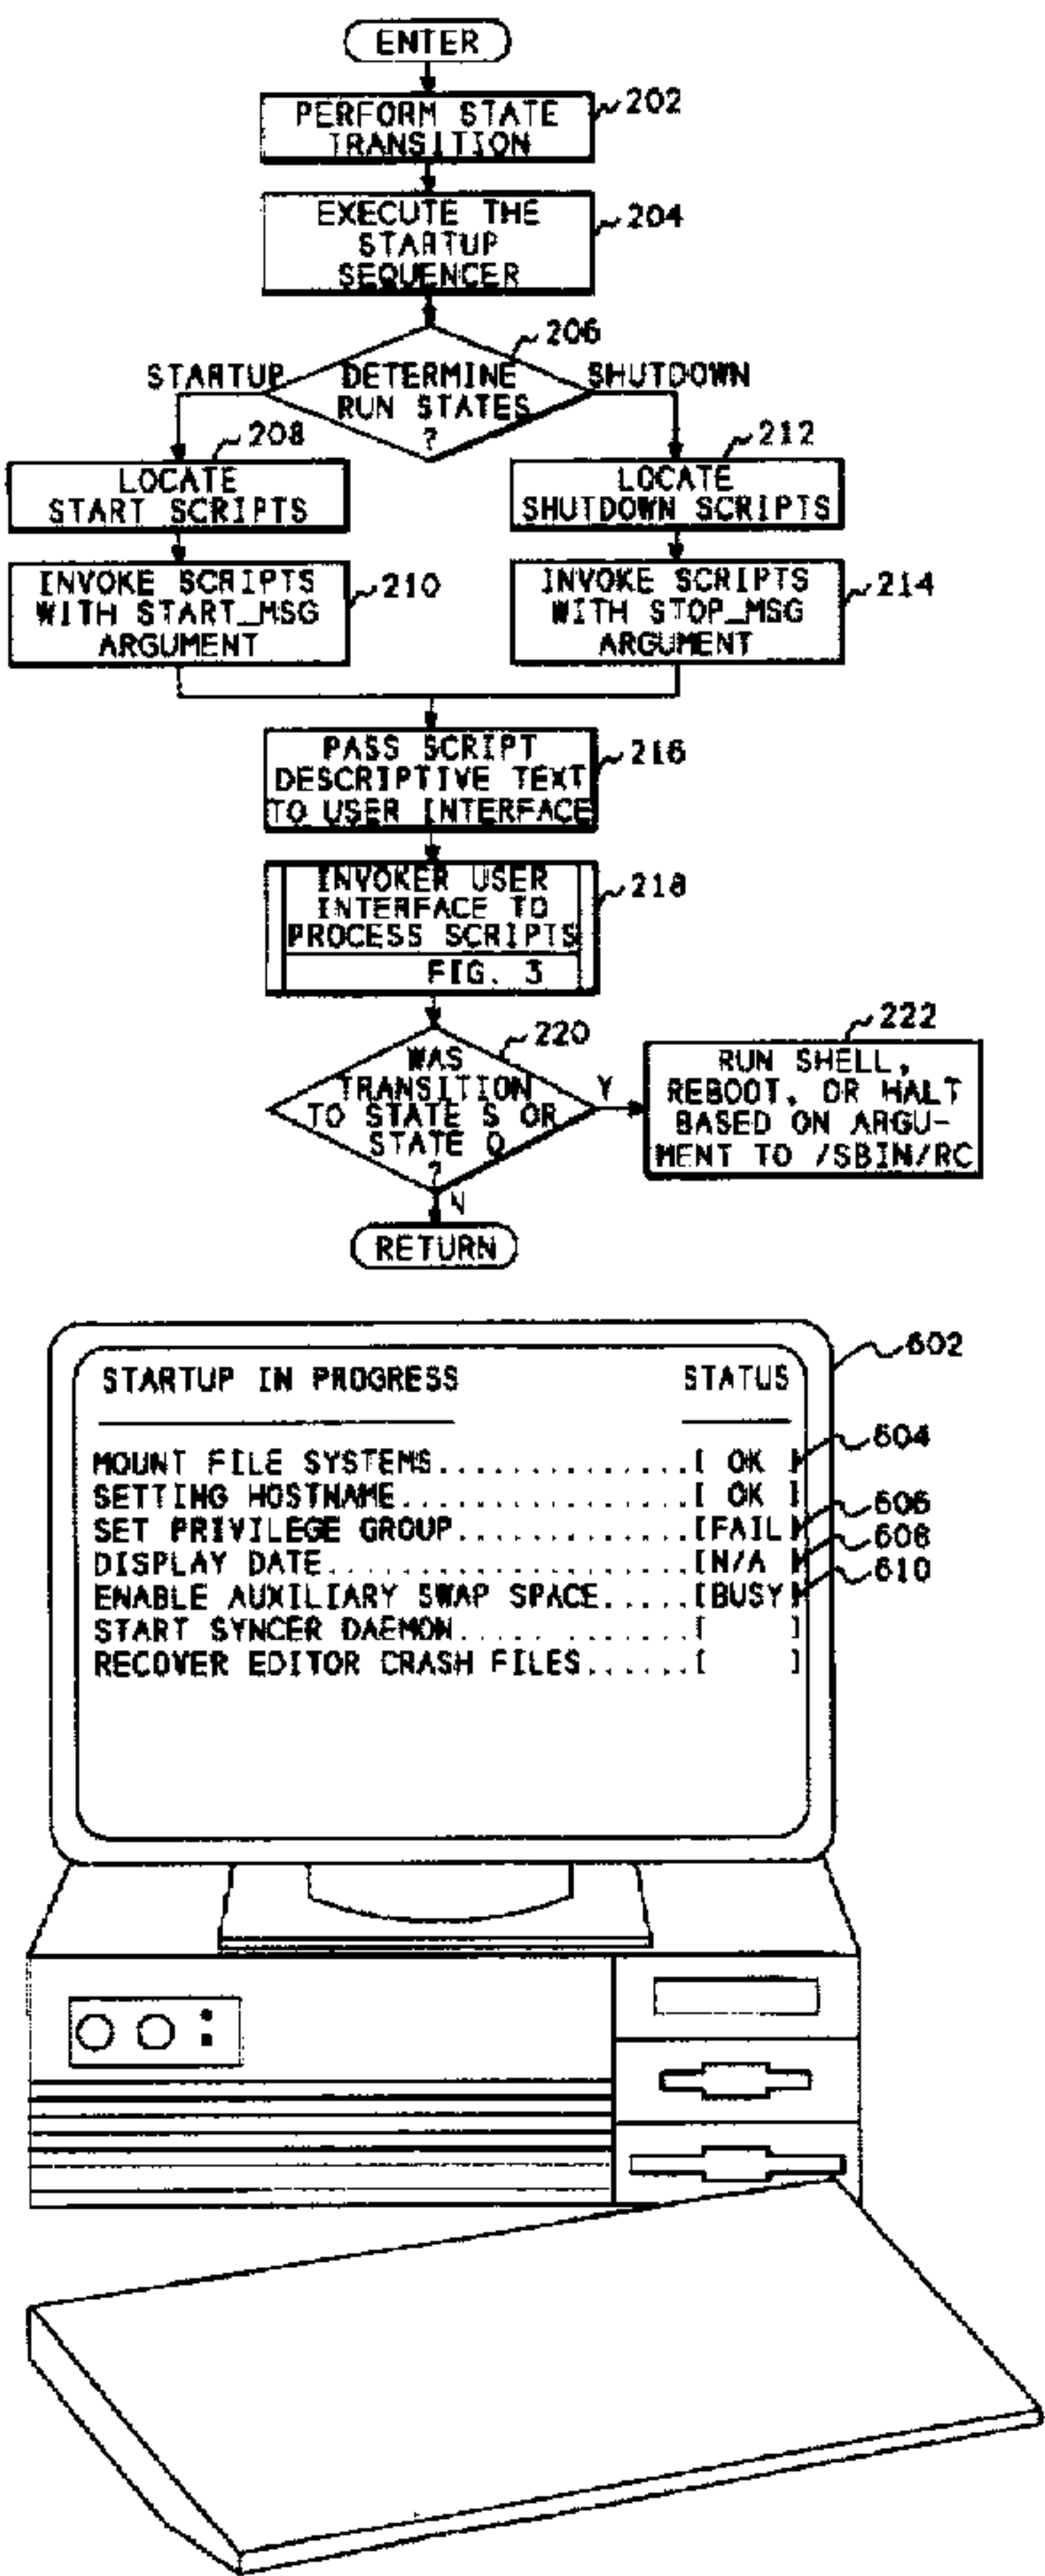 ENTER
PERFORM STATE
TRANSITION
202
EXECUTE THE
STARTUP
SEQUENCER
204
206
STARTUP
DETERMINE
RUN STATES
?
SHUTDOWN
208
LOCATE
START SCRIPTS
212
LOCATE
SHUTDOWN SCRIPTS
INVOKE SCRIPTS
WITH START_MSG
ARGUMENT
210
INVOKE SCRIPTS
WITH STOP_MSG
ARGUMENT
214
PASS SCRIPT
DESCRIPTIVE TEXT
TO USER INTERFACE
216
INVOKER USER
INTERFACE TO
PROCESS SCRIPTS
FIG. 3
218
220
WAS
TRANSITION
TO STATE S OR
STATE Q
?
Y
N
222
RUN SHELL,
REBOOT, OR HALT
BASED ON ARGU-
MENT TO /SBIN/RC
RETURN
602
STARTUP IN PROGRESS STATUS
MOUNT FILE SYSTEMS..............[ OK ] 604
SETTING HOSTNAME................[ OK ]
SET PRIVILEGE GROUP.............[FAIL] 606
DISPLAY DATE....................[N/A ] 608
ENABLE AUXILIARY SWAP SPACE.....[BUSY] 610
START SYNCER DAEMON.............[    ]
RECOVER EDITOR CRASH FILES......[    ]